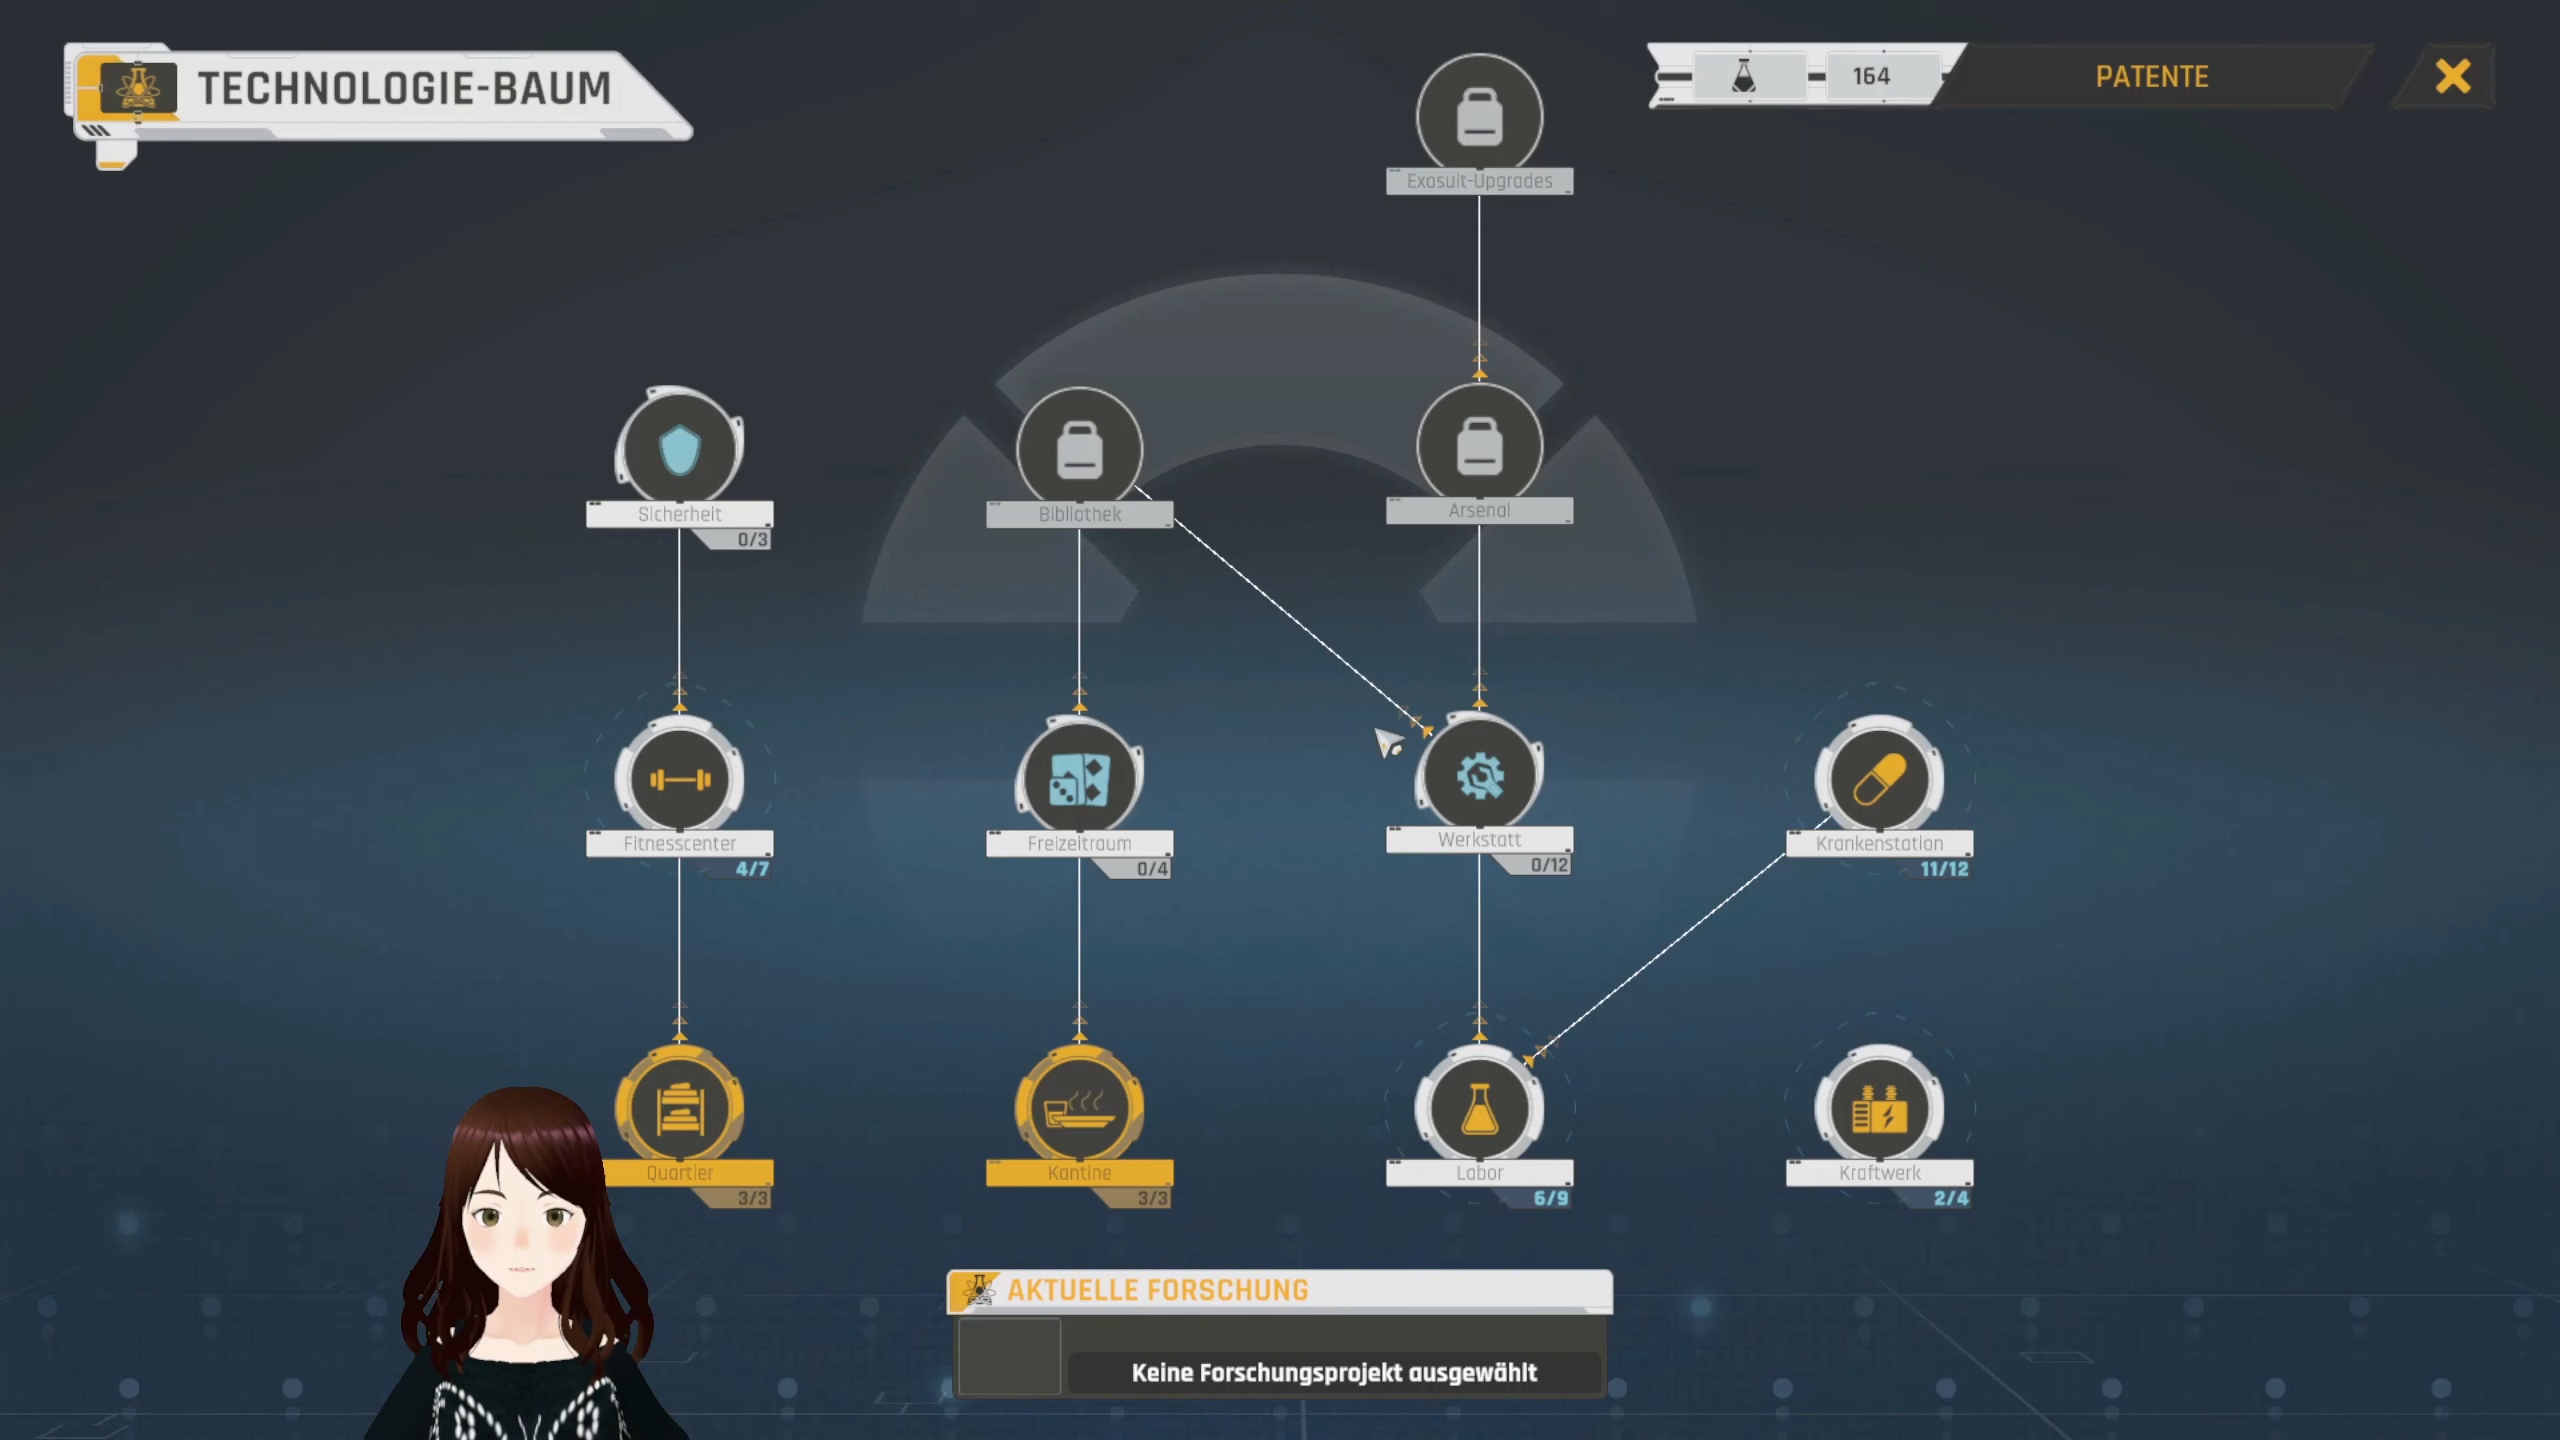 TECHNOLOGIE-BAUM
164
PATENTE
Exosuit-Upgrades
Sicherheit
0/3
Bibliothek
Arsenal
Fitnesscenter
4/7
Freizeitraum
0/4
Werkstatt
0/12
Krankenstation
11/12
Quartier
3/3
Kantine
3/3
Labor
6/9
Kraftwerk
2/4
AKTUELLE FORSCHUNG
Keine Forschungsprojekt ausgewählt